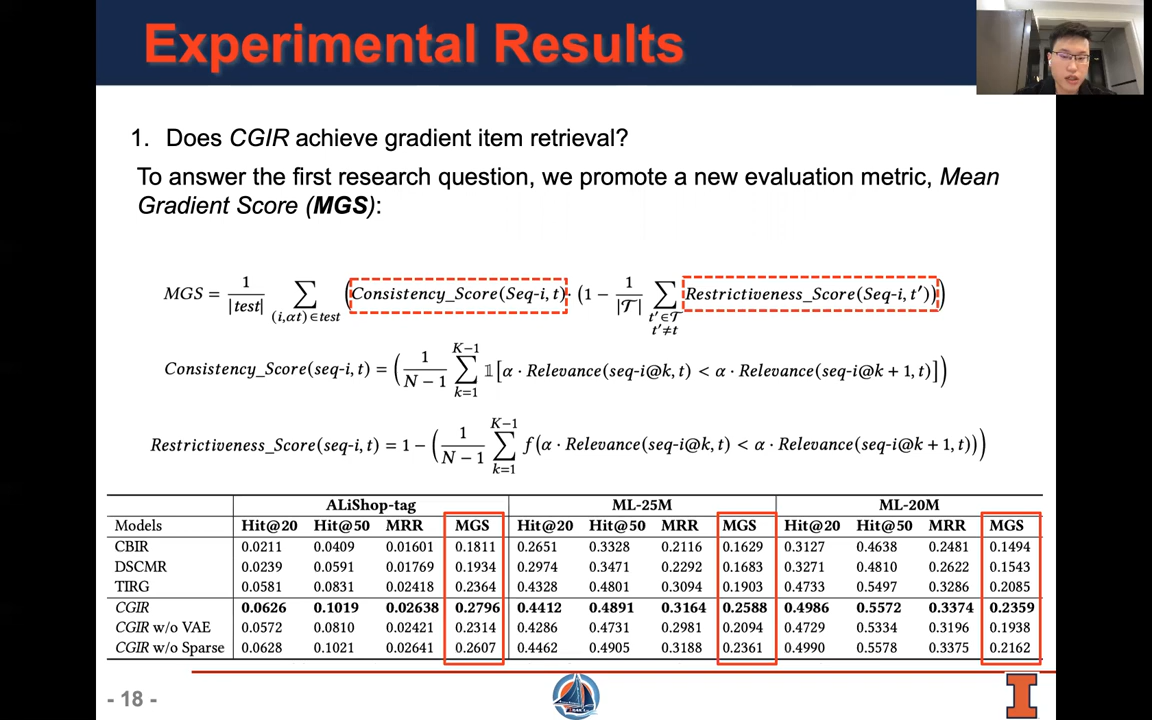 Experimental Results
1. Does CGIR achieve gradient item retrieval?
To answer the first research question, we promote a new evaluation metric, Mean
Gradient Score (MGS):
MGS = 1/|test| ∑_{(i,αt)∈test} (Consistency_Score(Seq-i, t) · (1 − 1/|𝒯| ∑_{t′∈𝒯, t′≠t} Restrictiveness_Score(Seq-i, t′)))
Consistency_Score(seq-i, t) = (1/(N − 1) ∑_{k=1}^{K−1} 𝟙[α · Relevance(seq-i@k, t) < α · Relevance(seq-i@k + 1, t)])
Restrictiveness_Score(seq-i, t) = 1 − (1/(N − 1) ∑_{k=1}^{K−1} f(α · Relevance(seq-i@k, t) < α · Relevance(seq-i@k + 1, t)))
ALiShop-tag ML-25M ML-20M
Models Hit@20 Hit@50 MRR MGS Hit@20 Hit@50 MRR MGS Hit@20 Hit@50 MRR MGS
CBIR 0.0211 0.0409 0.01601 0.1811 0.2651 0.3328 0.2116 0.1629 0.3127 0.4638 0.2481 0.1494
DSCMR 0.0239 0.0591 0.01769 0.1934 0.2974 0.3471 0.2292 0.1683 0.3271 0.4810 0.2622 0.1543
TIRG 0.0581 0.0831 0.02418 0.2364 0.4328 0.4801 0.3094 0.1903 0.4733 0.5497 0.3286 0.2085
CGIR 0.0626 0.1019 0.02638 0.2796 0.4412 0.4891 0.3164 0.2588 0.4986 0.5572 0.3374 0.2359
CGIR w/o VAE 0.0572 0.0810 0.02421 0.2314 0.4286 0.4731 0.2981 0.2094 0.4729 0.5334 0.3196 0.1938
CGIR w/o Sparse 0.0628 0.1021 0.02641 0.2607 0.4462 0.4905 0.3188 0.2361 0.4990 0.5578 0.3375 0.2162
- 18 -